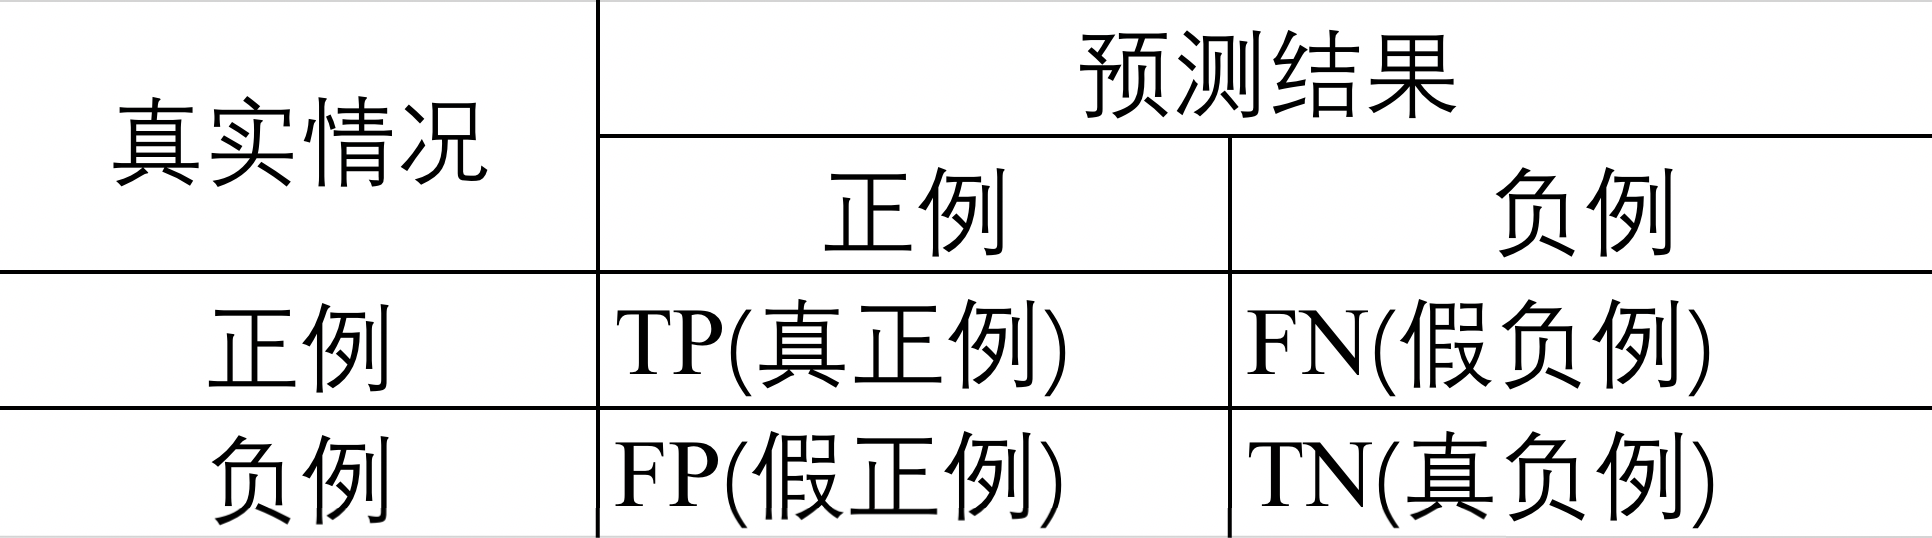 真实情况
预测结果
正例
负例
正例
TP(真正例)
FN(假负例)
负例
FP(假正例)
TN(真负例)